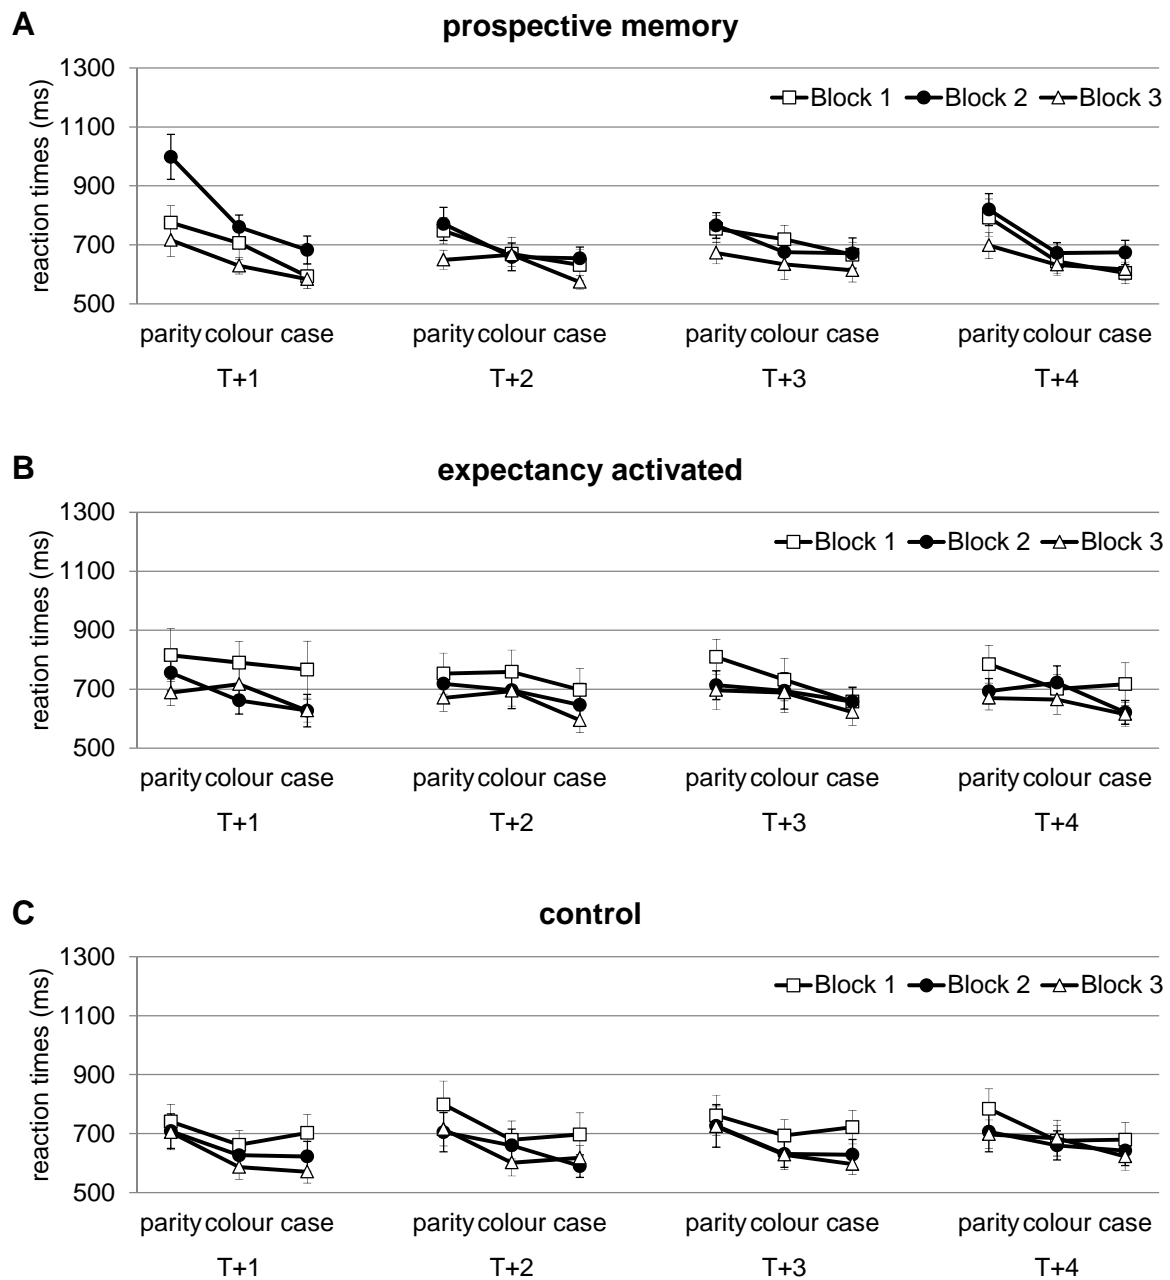 A
prospective memory
1300
1100
900
700
500
reaction times (ms)
Block 1 Block 2 Block 3
parity colour case parity colour case parity colour case parity colour case
T+1 T+2 T+3 T+4
B
expectancy activated
1300
1100
900
700
500
reation times (ms)
Block 1 Block 2 Block 3
parity colour case parity colour case parity colour case parity colour case
T+1 T+2 T+3 T+4
C
control
1300
1100
900
700
500
reaction times (ms)
Block 1 Block 2 Block 3
parity colour case parity colour case parity colour case parity colour case
T+1 T+2 T+3 T+4